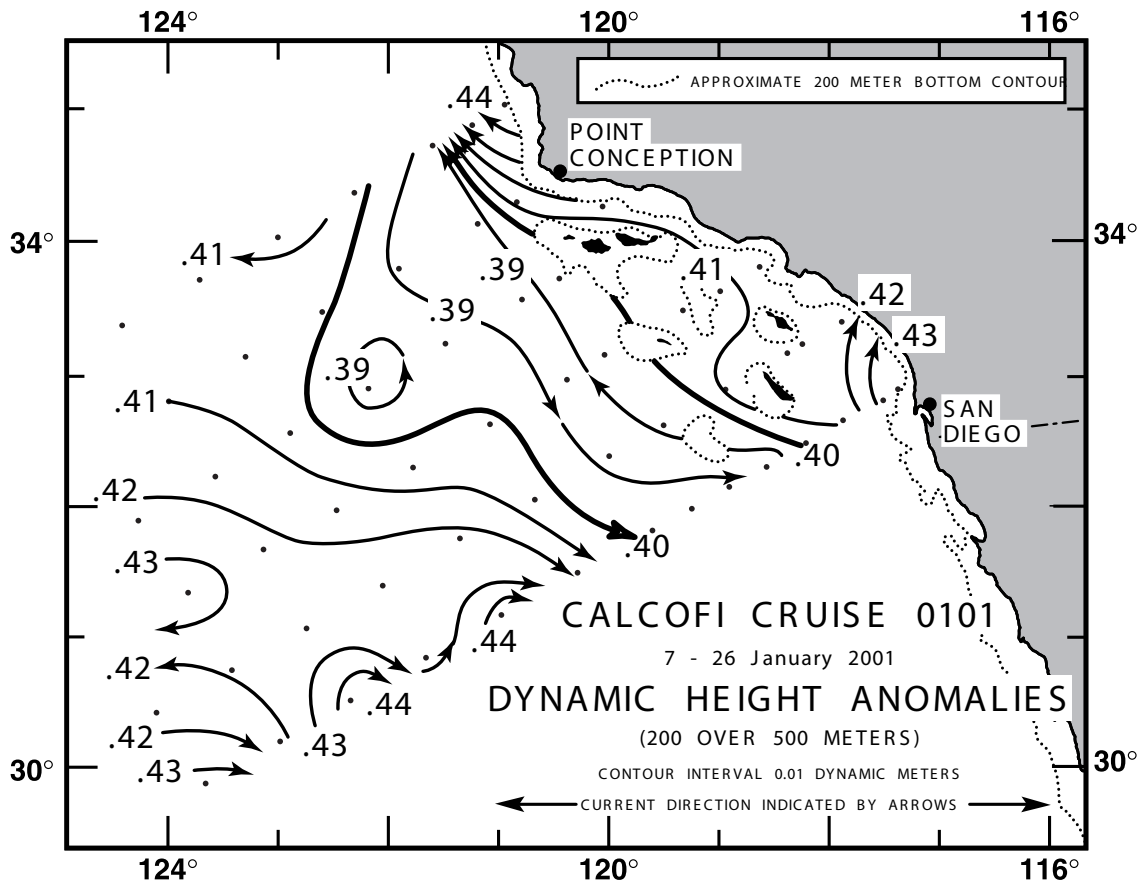 124° 120° 116°
APPROXIMATE 200 METER BOTTOM CONTOUR
.44
POINT
CONCEPTION
34° 34°
.41
.39
.41
.42
.39
.43
.39
.41
SAN
DIEGO
.40
.42
.40
.43
CALCOFI CRUISE 0101
.44
7 - 26 January 2001
.42
DYNAMIC HEIGHT ANOMALIES
.44
.42
.43
(200 OVER 500 METERS)
.43
30° 30°
CONTOUR INTERVAL 0.01 DYNAMIC METERS
CURRENT DIRECTION INDICATED BY ARROWS
124° 120° 116°